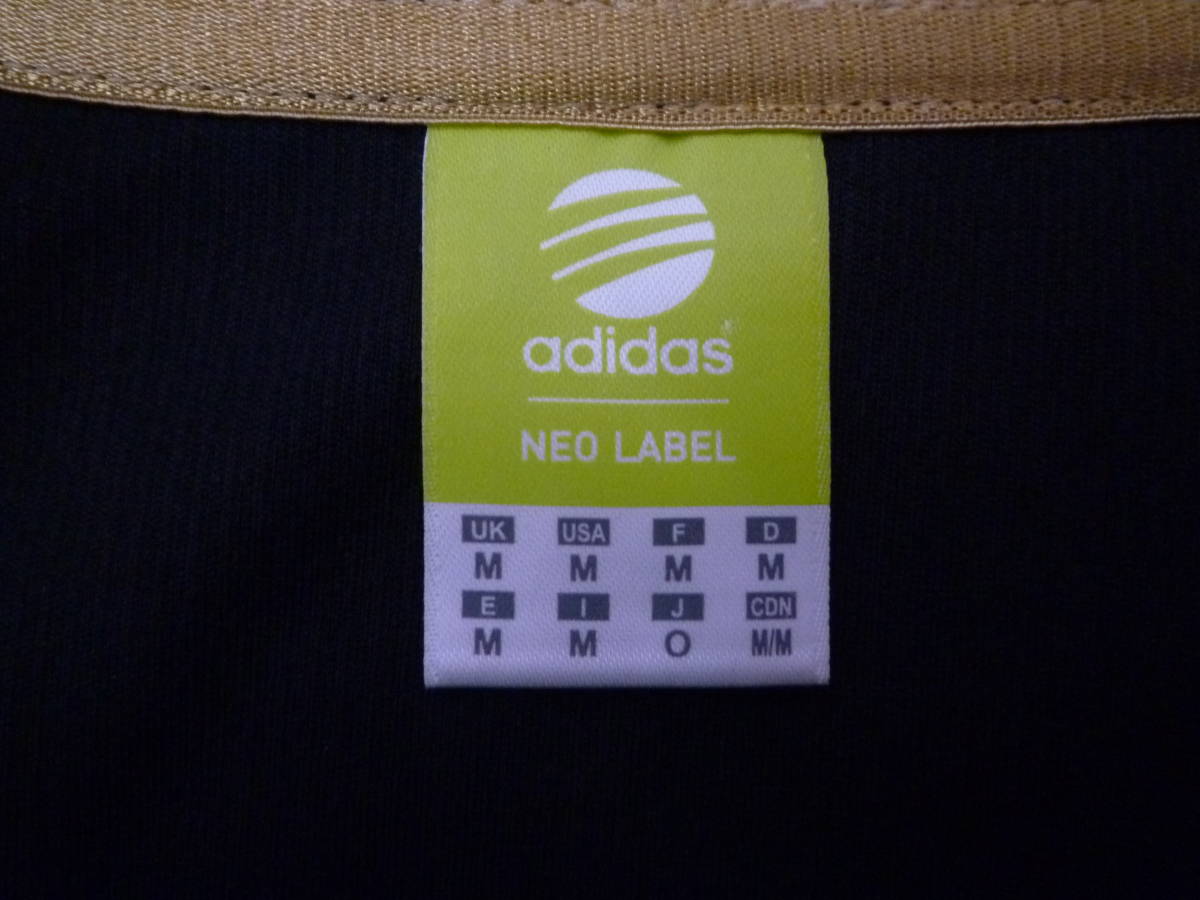 adidas
NEO LABEL
UK USA F D
M M M M
E I J CDN
M M O M/M